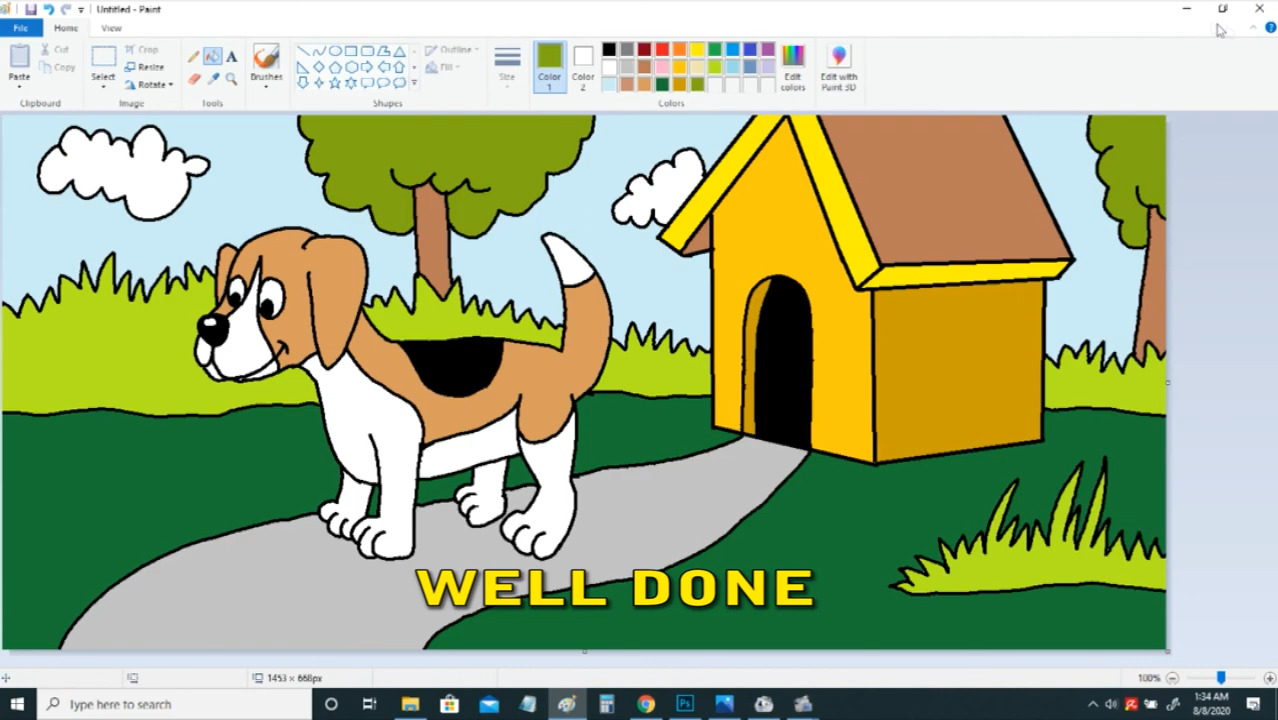 Untitled - Paint
File
Home
View
Paste
Cut
Copy
Clipboard
Select
Crop
Resize
Rotate
Image
A
Tools
Brushes
Shapes
Outline
Fill
Size
Color
1
Color
2
Edit
colors
Edit with
Paint 3D
Colors
WELL DONE
1453 × 668px
100%
Type here to search
Ps
1:34 AM
8/8/2020